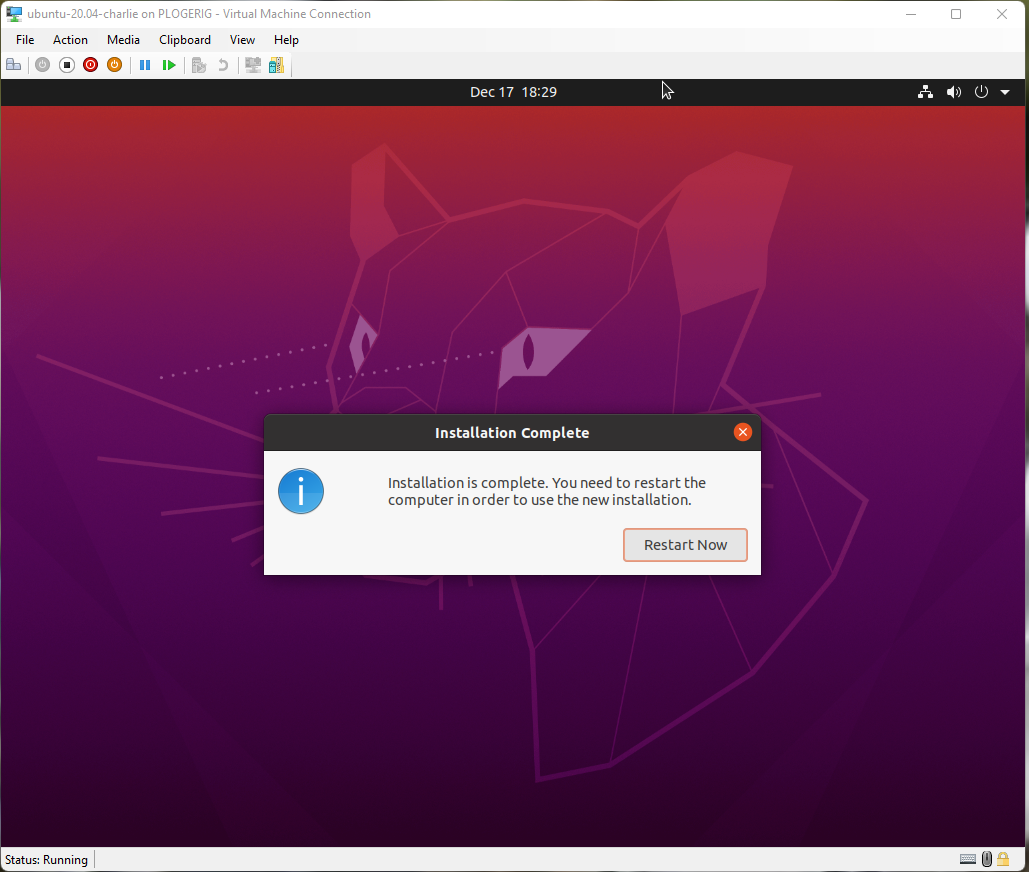 ubuntu-20.04-charlie on PLOGERIG - Virtual Machine Connection
File Action Media Clipboard View Help
Dec 17 18:29
Installation Complete
Installation is complete. You need to restart the
computer in order to use the new installation.
Restart Now
Status: Running